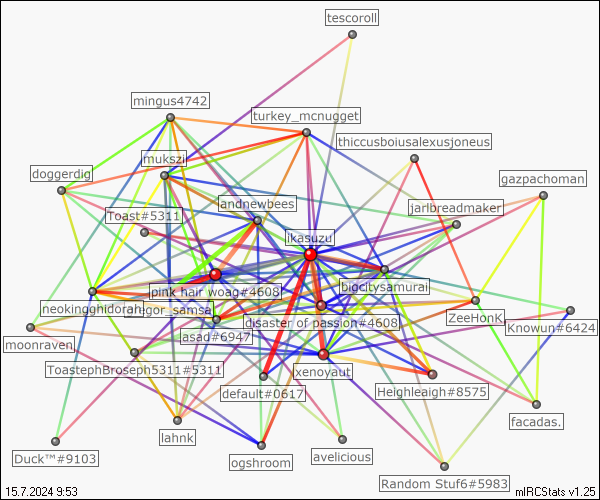 tescoroll
mingus4742
turkey_mcnugget
thiccusboiusalexusjoneus
mukszi
doggerdig
gazpachoman
andnewbees
jarlbreadmaker
Toast#5311
ikasuzu
pink hair woag#4608
bigcitysamurai
neokingghidorah
gregor_samsa
disaster of passion#4608
ZeeHonK
Knowun#6424
asad#6947
moonraven
ToastephBroseph5311#5311
xenoyaut
default#0617
Heighleaigh#8575
facadas.
lahnk
Duck™#9103
ogshroom
avelicious
Random Stuf6#5983
15.7.2024 9:53
mIRCStats v1.25